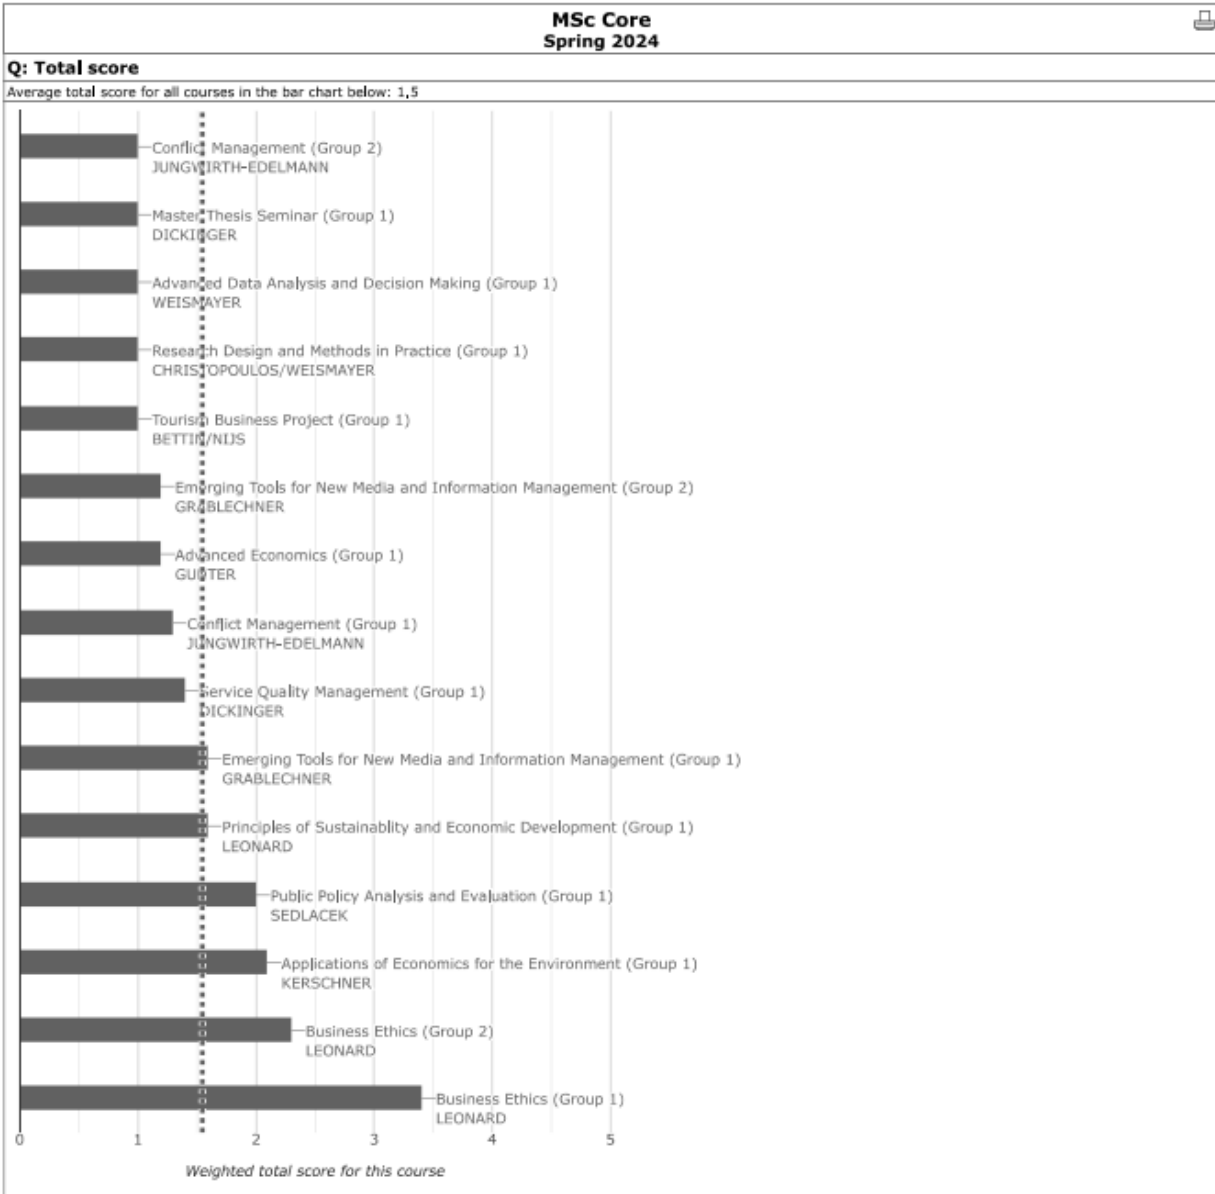 MSc Core
Spring 2024
Q: Total score
Average total score for all courses in the bar chart below: 1,5
Conflict Management (Group 2)
JUNGWIRTH-EDELMANN
Master Thesis Seminar (Group 1)
DICKINGER
Advanced Data Analysis and Decision Making (Group 1)
WEISMAYER
Research Design and Methods in Practice (Group 1)
CHRISTOPOULOS/WEISMAYER
Tourism Business Project (Group 1)
BETTIN/NIJS
Emerging Tools for New Media and Information Management (Group 2)
GRABLECHNER
Advanced Economics (Group 1)
GUNTER
Conflict Management (Group 1)
JUNGWIRTH-EDELMANN
Service Quality Management (Group 1)
DICKINGER
Emerging Tools for New Media and Information Management (Group 1)
GRABLECHNER
Principles of Sustainablity and Economic Development (Group 1)
LEONARD
Public Policy Analysis and Evaluation (Group 1)
SEDLACEK
Applications of Economics for the Environment (Group 1)
KERSCHNER
Business Ethics (Group 2)
LEONARD
Business Ethics (Group 1)
LEONARD
0 1 2 3 4 5
Weighted total score for this course